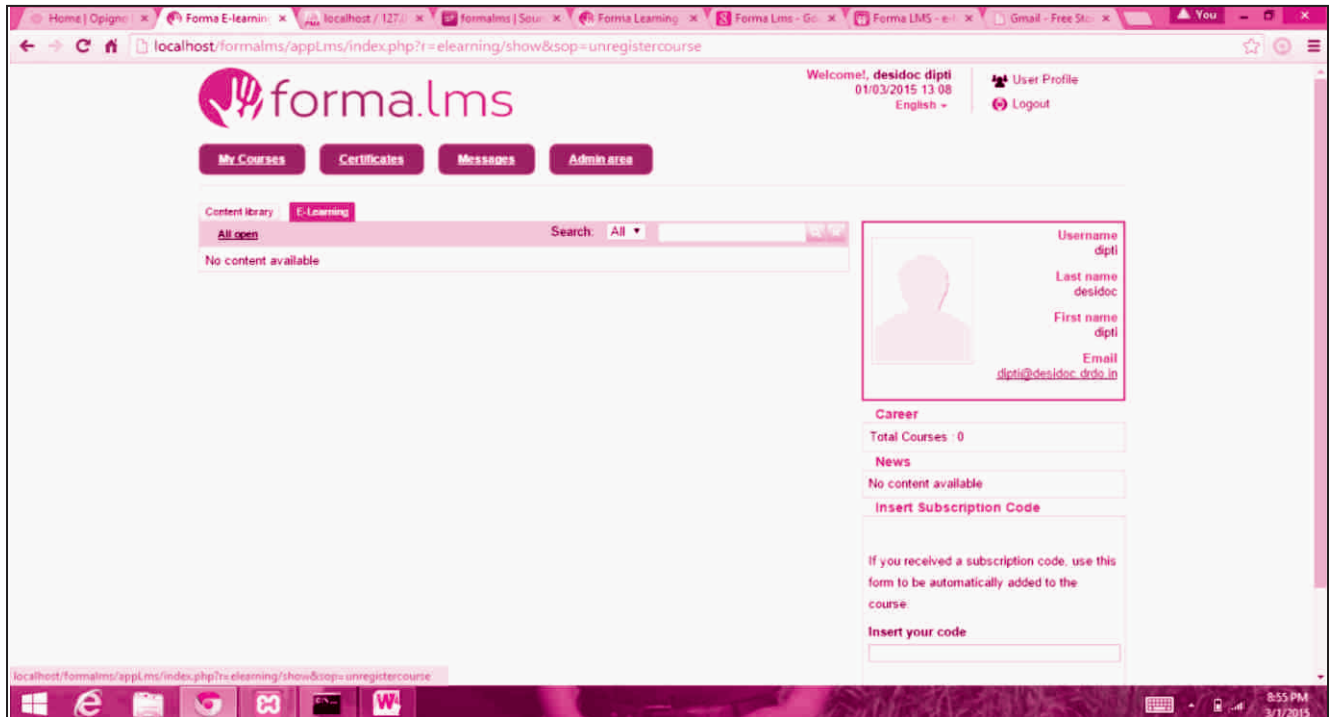 Home | Opigno
Forma E-learnin
localhost / 127.
formalms | Sour
Forma Learning
Forma Lms - Go
Forma LMS - e-l
Gmail - Free Sto
You
localhost/formalms/appLms/index.php?r=elearning/show&sop=unregistercourse
forma.lms
Welcome!, desidoc dipti
01/03/2015 13 08
English
User Profile
Logout
My Courses
Certificates
Messages
Admin area
Content library
E-Learning
All open
Search:
All
No content available
Username
dipti
Last name
desidoc
First name
dipti
Email
dipti@desidoc.drdo.in
Career
Total Courses : 0
News
No content available
Insert Subscription Code
If you received a subscription code, use this
form to be automatically added to the
course.
Insert your code
localhost/formalms/appLms/index.php?r=elearning/show&sop=unregistercourse
8:55 PM
3/1/2015